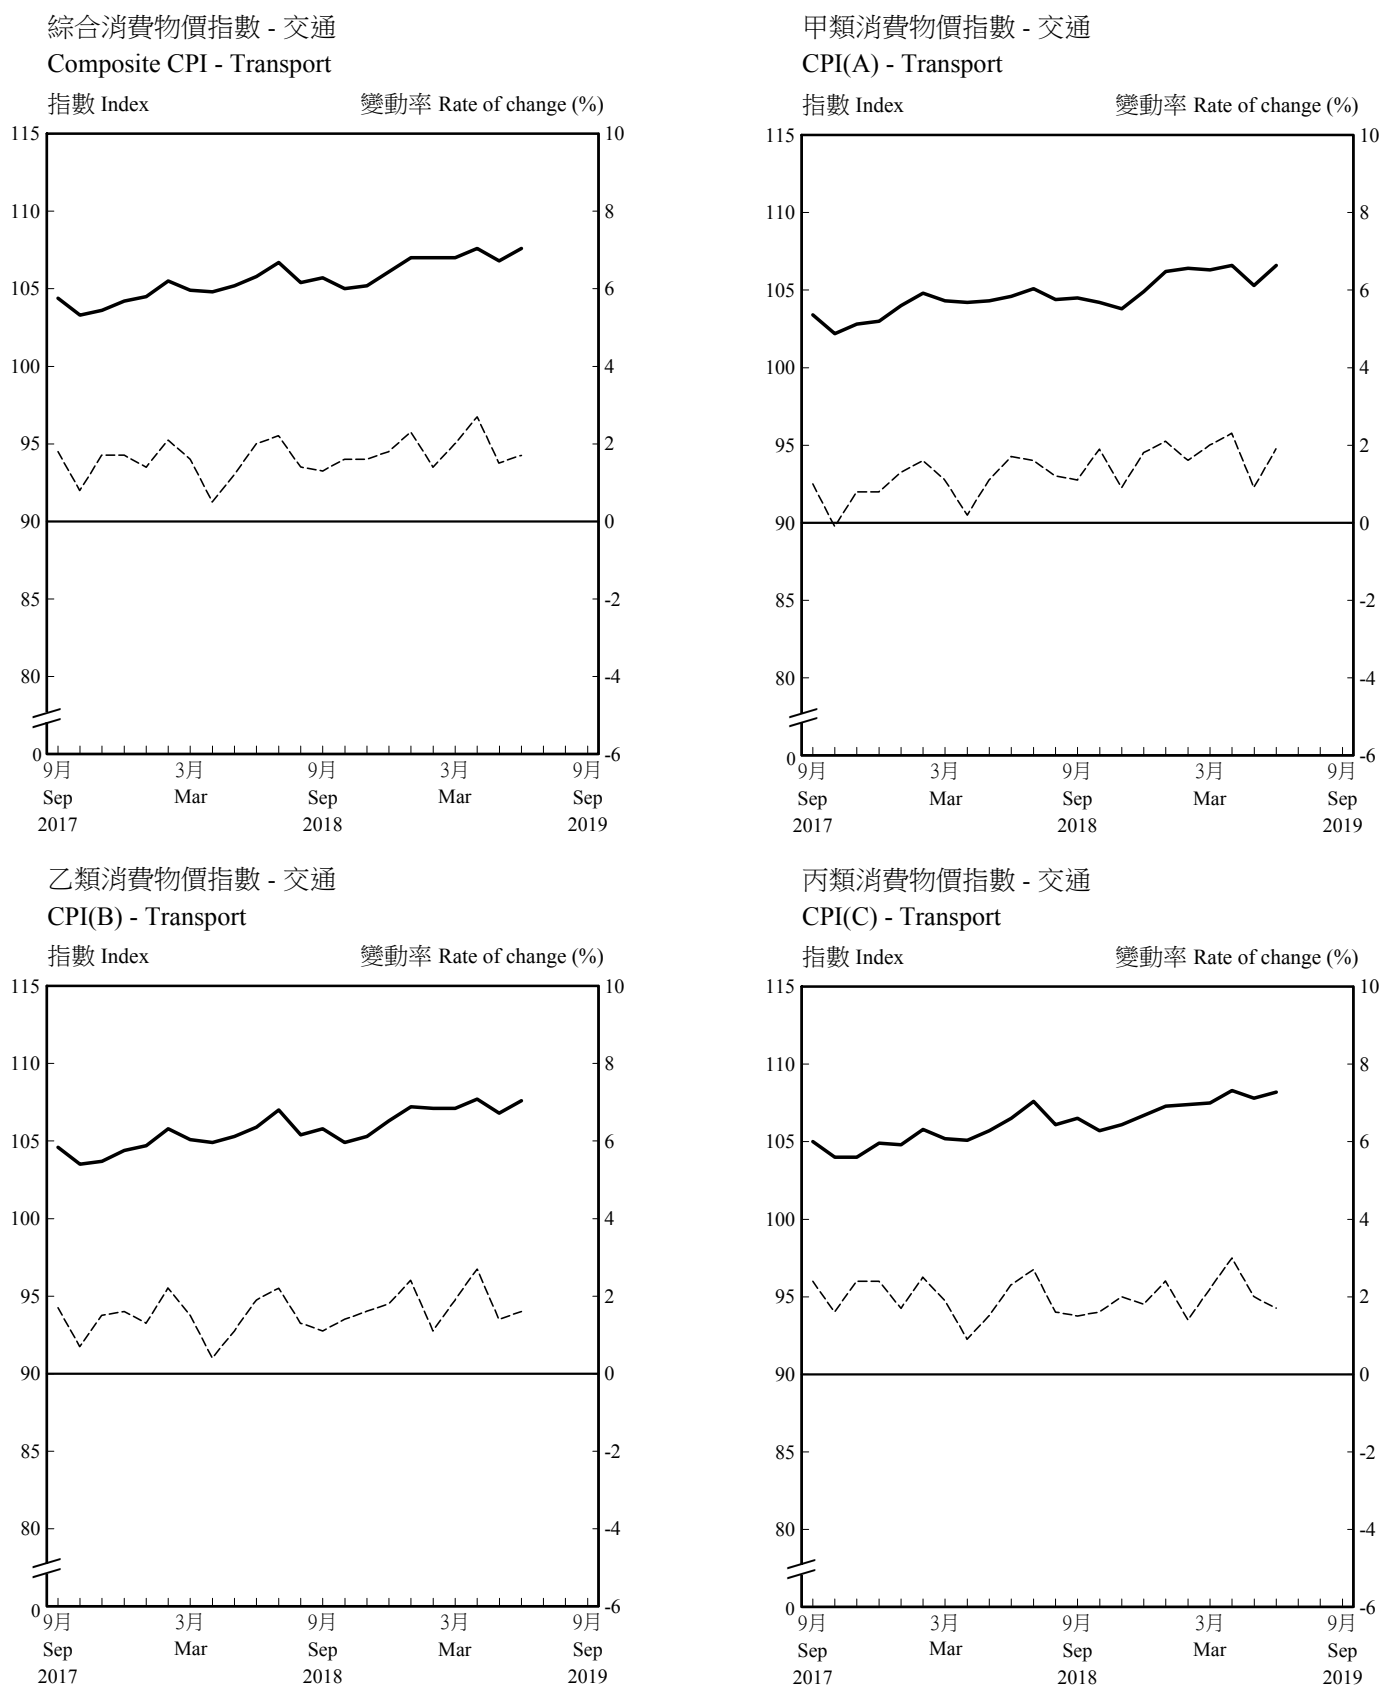 綜合消費物價指數 - 交通
Composite CPI - Transport
指數 Index 變動率 Rate of change (%)
115 10
110 8
105 6
100 4
95 2
90 0
85 -2
80 -4
0 -6
9月 3月 9月 3月 9月
Sep Mar Sep Mar Sep
2017 2018 2019
甲類消費物價指數 - 交通
CPI(A) - Transport
指數 Index 變動率 Rate of change (%)
115 10
110 8
105 6
100 4
95 2
90 0
85 -2
80 -4
0 -6
9月 3月 9月 3月 9月
Sep Mar Sep Mar Sep
2017 2018 2019
乙類消費物價指數 - 交通
CPI(B) - Transport
指數 Index 變動率 Rate of change (%)
115 10
110 8
105 6
100 4
95 2
90 0
85 -2
80 -4
0 -6
9月 3月 9月 3月 9月
Sep Mar Sep Mar Sep
2017 2018 2019
丙類消費物價指數 - 交通
CPI(C) - Transport
指數 Index 變動率 Rate of change (%)
115 10
110 8
105 6
100 4
95 2
90 0
85 -2
80 -4
0 -6
9月 3月 9月 3月 9月
Sep Mar Sep Mar Sep
2017 2018 2019